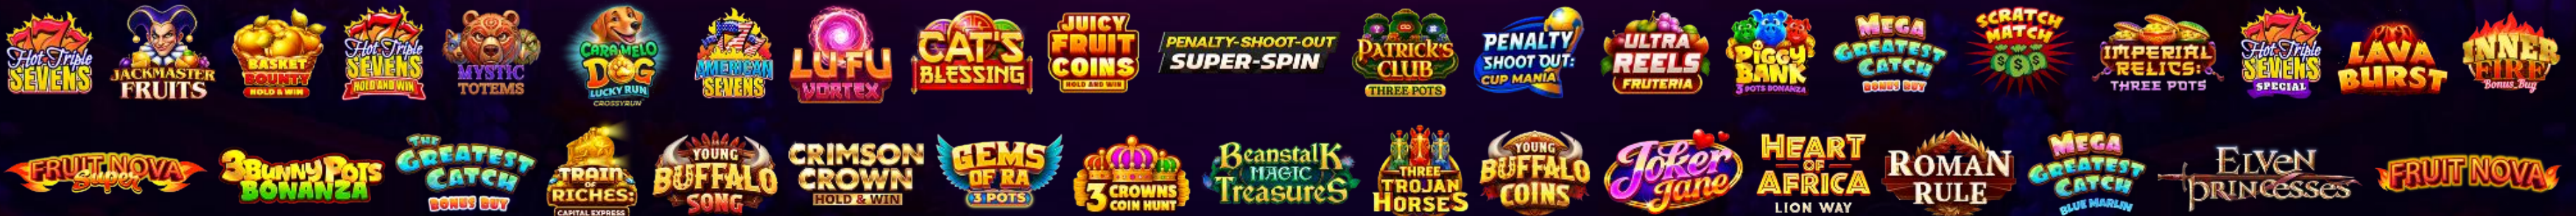 Hot Triple
SEVENS
JACKMASTER
FRUITS
BASKET
BOUNTY
HOLD & WIN
Hot Triple
SEVENS
HOLD AND WIN
MYSTIC
TOTEMS
CARAMELO
DOG
LUCKY RUN
CROSSYRUN
AMERICAN
SEVENS
LU-FU
VORTEX
CAT'S
BLESSING
JUICY
FRUIT
COINS
HOLD AND WIN
PENALTY-SHOOT-OUT
SUPER-SPIN
PATRICK'S
CLUB
THREE POTS
PENALTY
SHOOT OUT:
CUP MANIA
ULTRA
REELS
FRUTERIA
PIGGY
BANK
3 POTS BONANZA
MEGA
GREATEST
CATCH
BONUS BUY
SCRATCH
MATCH
$ $ $
IMPERIAL
RELICS:
THREE POTS
Hot Triple
SEVENS
SPECIAL
LAVA
BURST
INNER
FIRE
Bonus Buy
FRUIT NOVA
Super
3 BUNNY POTS
BONANZA
THE
GREATEST
CATCH
BONUS BUY
TRAIN
OF
RICHES:
CAPITAL EXPRESS
YOUNG
BUFFALO
SONG
CRIMSON
CROWN
HOLD & WIN
GEMS
OF RA
3 POTS
3 CROWNS
COIN HUNT
Beanstalk
MAGIC
Treasures
THREE
TROJAN
HORSES
YOUNG
BUFFALO
COINS
Joker
Jane
HEART
OF
AFRICA
LION WAY
ROMAN
RULE
MEGA
GREATEST
CATCH
BLUE MARLIN
ELVEN
PRINCESSES
FRUIT NOVA